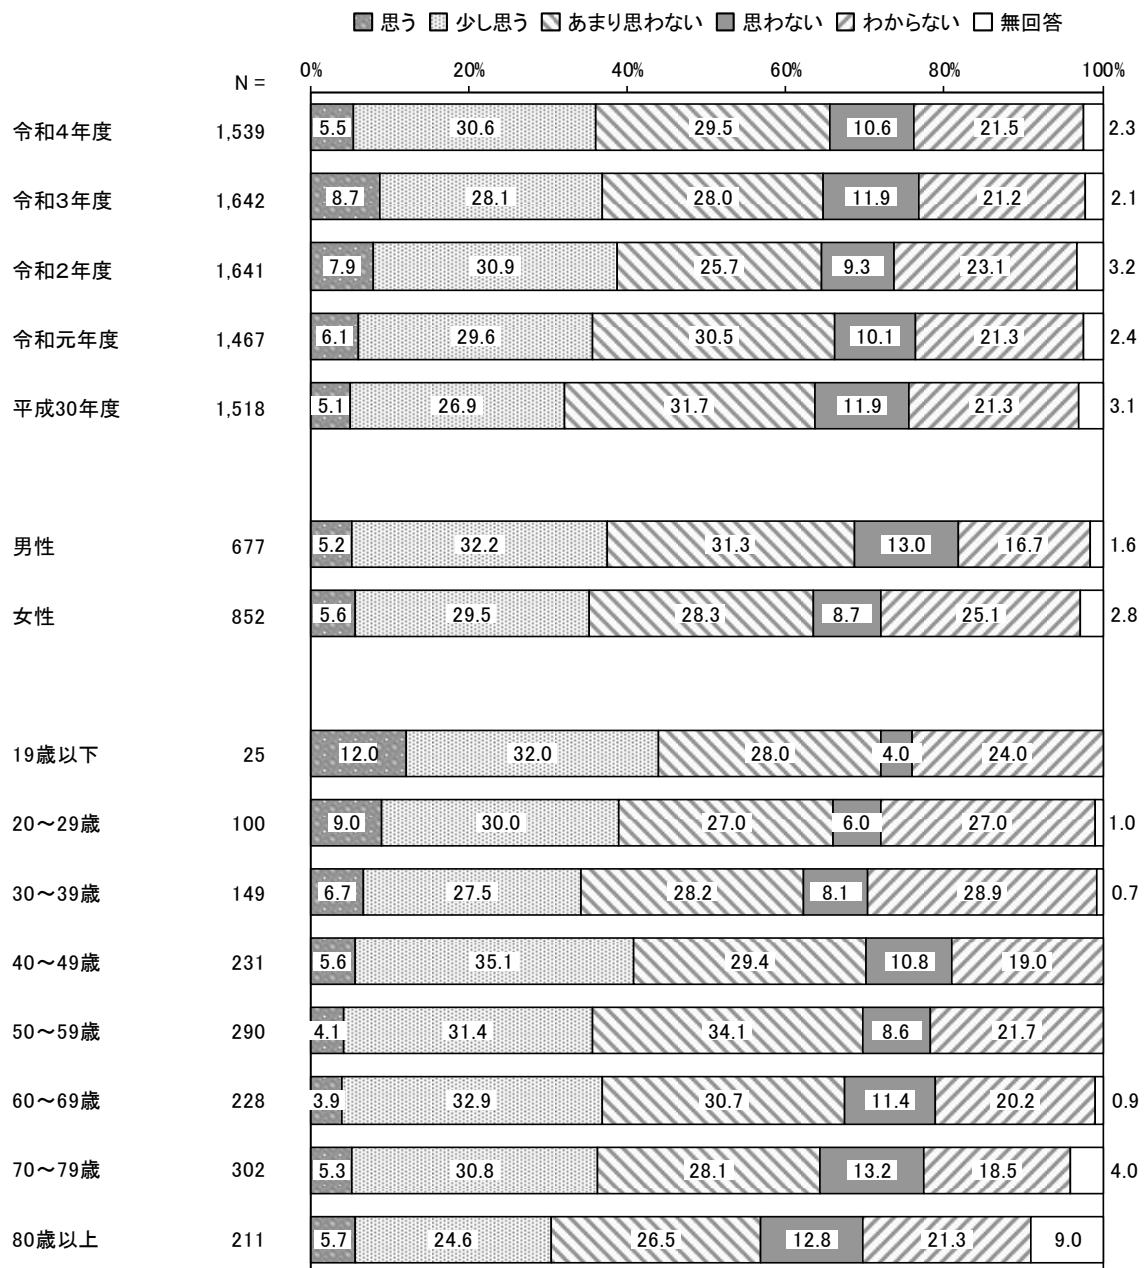 思う 少し思う あまり思わない 思わない わからない 無回答
N = 0% 20% 40% 60% 80% 100%
令和4年度 1,539 5.5 30.6 29.5 10.6 21.5 2.3
令和3年度 1,642 8.7 28.1 28.0 11.9 21.2 2.1
令和2年度 1,641 7.9 30.9 25.7 9.3 23.1 3.2
令和元年度 1,467 6.1 29.6 30.5 10.1 21.3 2.4
平成30年度 1,518 5.1 26.9 31.7 11.9 21.3 3.1
男性 677 5.2 32.2 31.3 13.0 16.7 1.6
女性 852 5.6 29.5 28.3 8.7 25.1 2.8
19歳以下 25 12.0 32.0 28.0 4.0 24.0
20～29歳 100 9.0 30.0 27.0 6.0 27.0 1.0
30～39歳 149 6.7 27.5 28.2 8.1 28.9 0.7
40～49歳 231 5.6 35.1 29.4 10.8 19.0
50～59歳 290 4.1 31.4 34.1 8.6 21.7
60～69歳 228 3.9 32.9 30.7 11.4 20.2 0.9
70～79歳 302 5.3 30.8 28.1 13.2 18.5 4.0
80歳以上 211 5.7 24.6 26.5 12.8 21.3 9.0